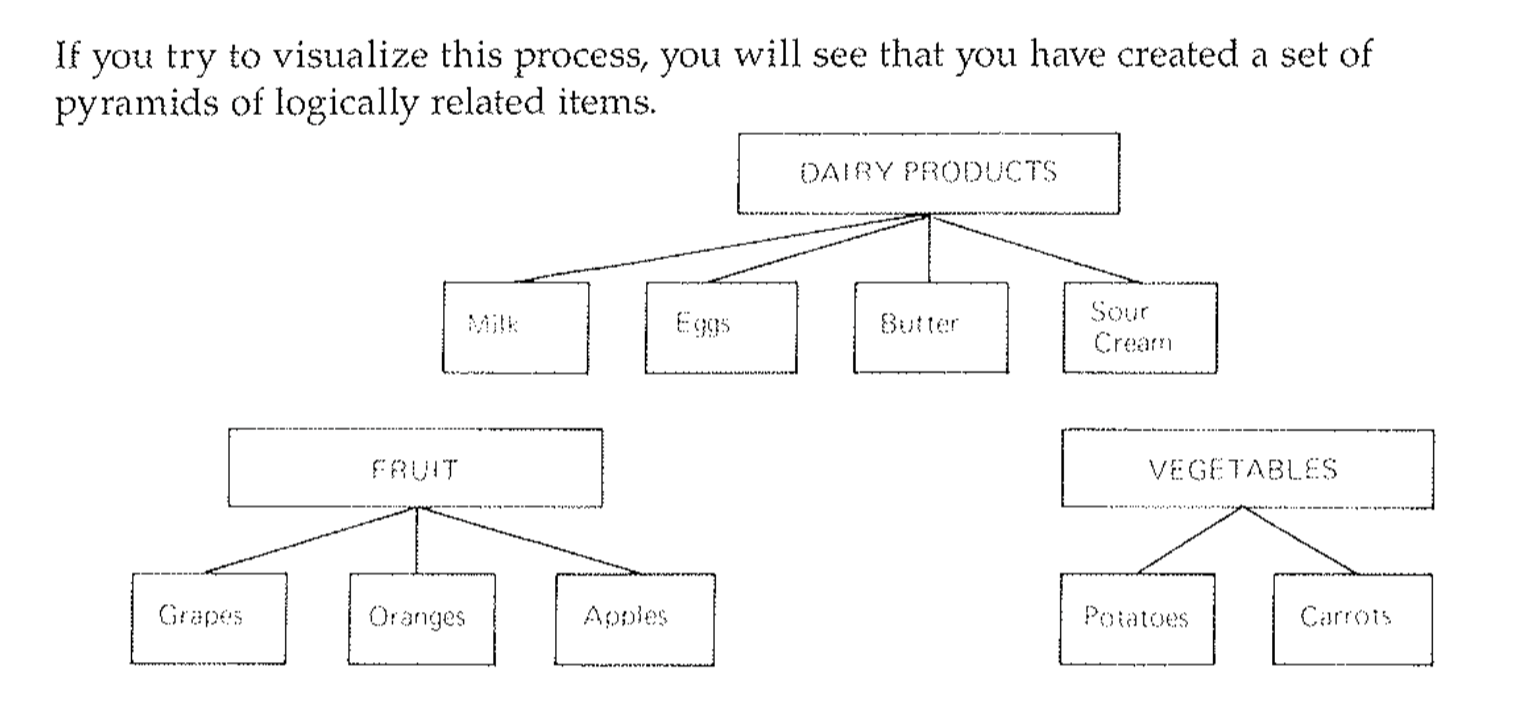 If you try to visualize this process, you will see that you have created a set of
pyramids of logically related items.
DAIRY PRODUCTS
Milk
Eggs
Butter
Sour
Cream
FRUIT
VEGETABLES
Grapes
Oranges
Apples
Potatoes
Carrots